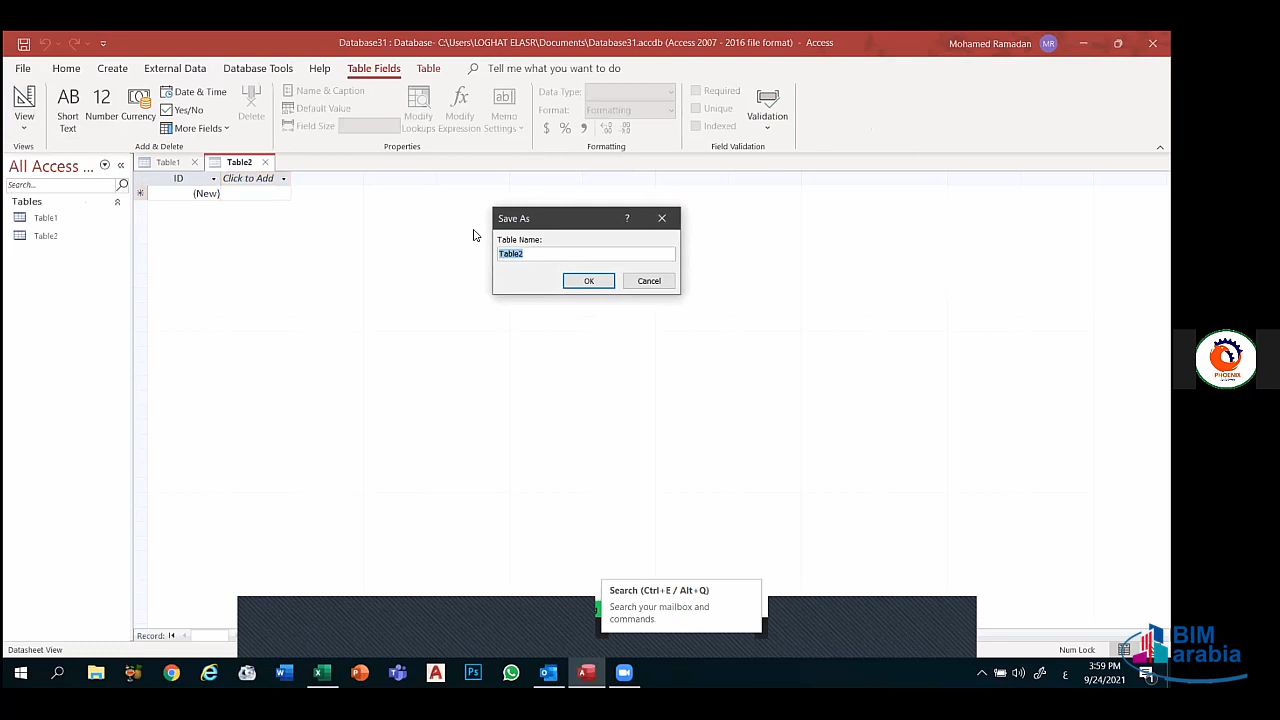 Database31 : Database- C:\Users\LOGHAT ELASR\Documents\Database31.accdb (Access 2007 - 2016 file format) - Access
Mohamed Ramadan MR
File Home Create External Data Database Tools Help Table Fields Table Tell me what you want to do
View
AB Short Text
12 Number
Currency
Date & Time
Yes/No
More Fields
Delete
Name & Caption
Default Value
Field Size
Modify Lookups
Modify Expression
Memo Settings
Data Type:
Format: Formatting
$ %
Required
Unique
Indexed
Validation
Views Add & Delete Properties Formatting Field Validation
All Access ...
Search...
Tables
Table1
Table2
Table1 Table2
ID Click to Add
(New)
Save As ?
Table Name:
Table2
OK Cancel
Search (Ctrl+E / Alt+Q)
Search your mailbox and
commands.
Record:
Datasheet View
Num Lock
3:59 PM
9/24/2021
ع
1
PHOENIX
BIM
arabia